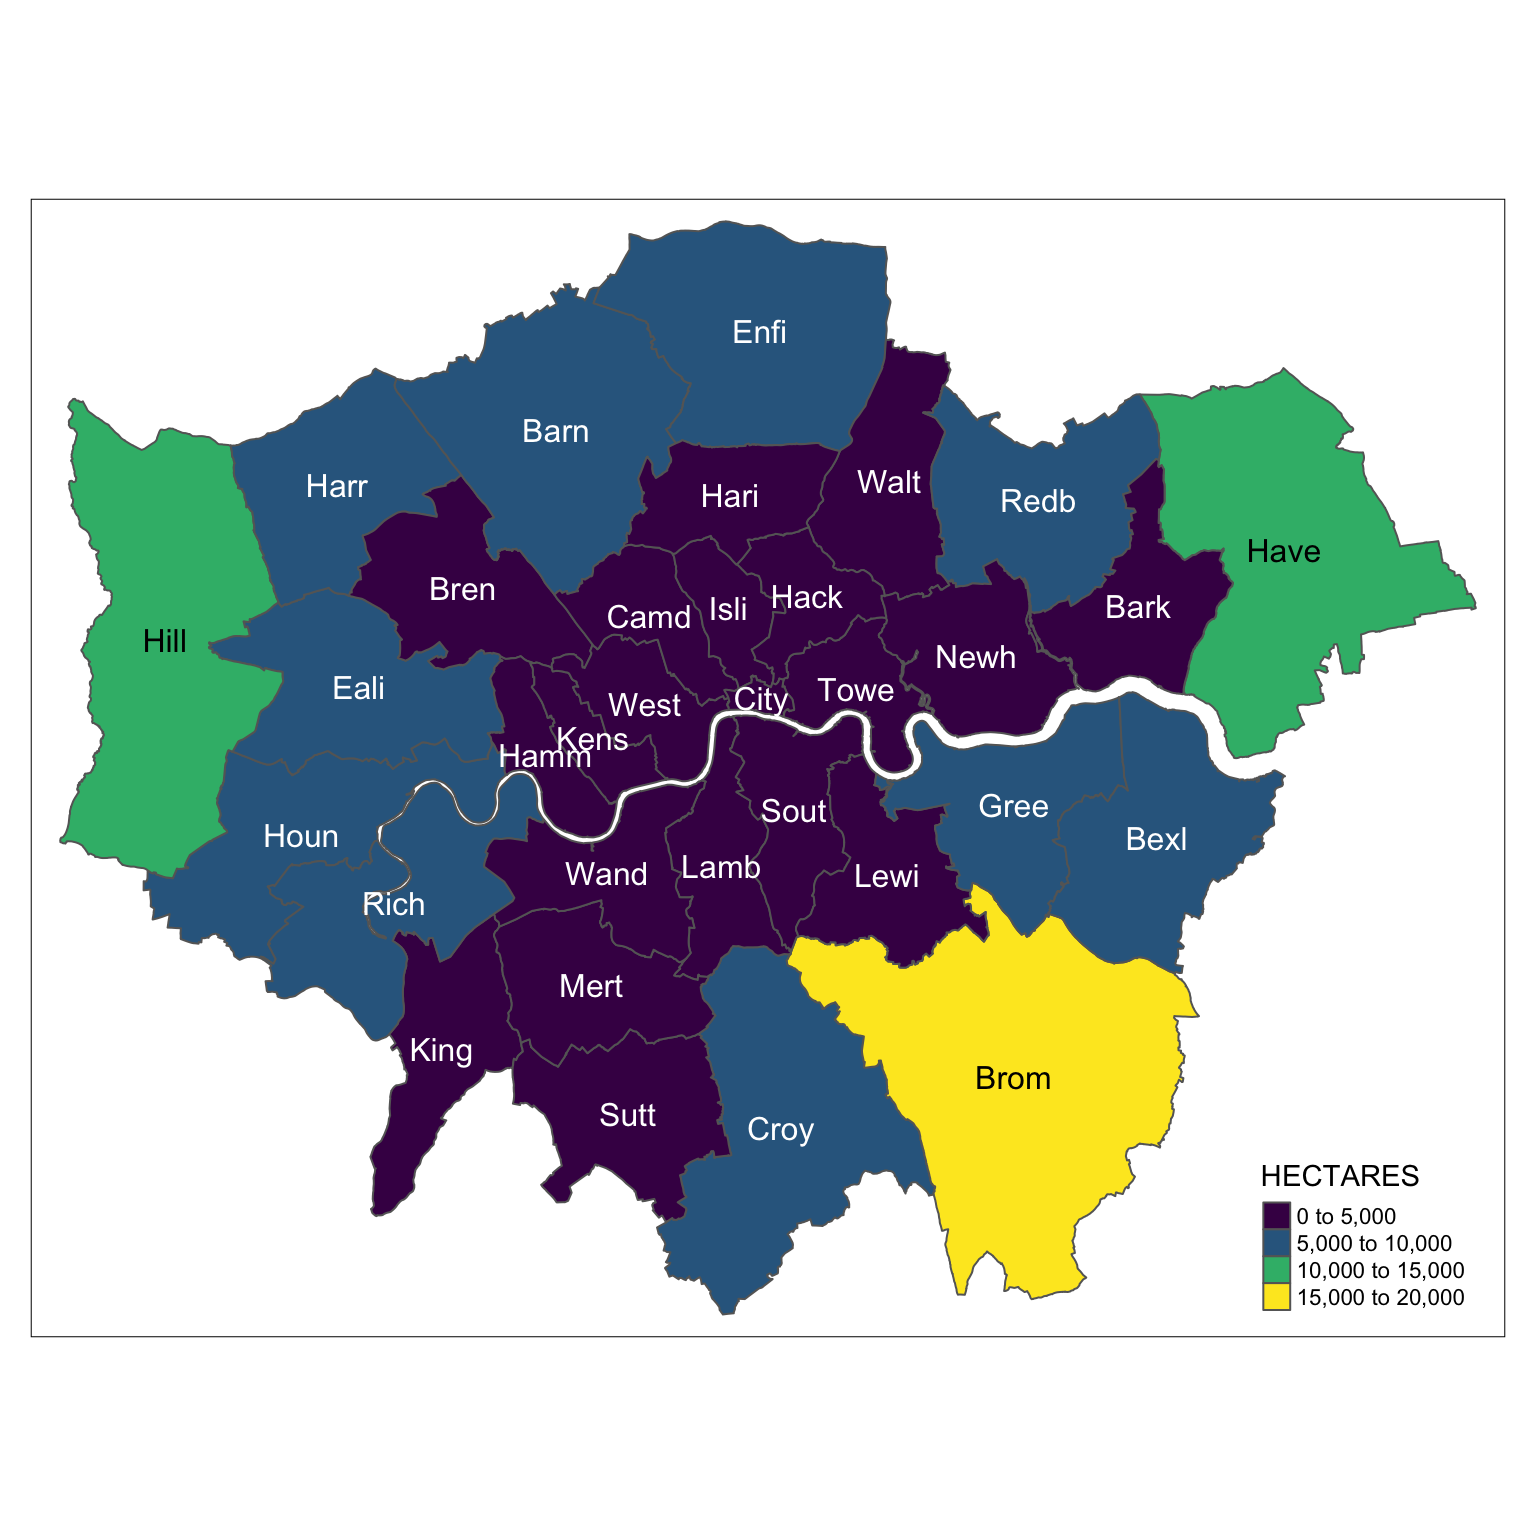 Enfi
Barn
Walt
Harr
Hari
Redb
Have
Bren
Hack
Camd
Isli
Bark
Hill
Newh
Eali
Towe
West
City
Kens
Hamm
Gree
Sout
Houn
Bexl
Lamb
Wand
Lewi
Rich
Mert
King
Brom
Sutt
Croy
HECTARES
0 to 5,000
5,000 to 10,000
10,000 to 15,000
15,000 to 20,000